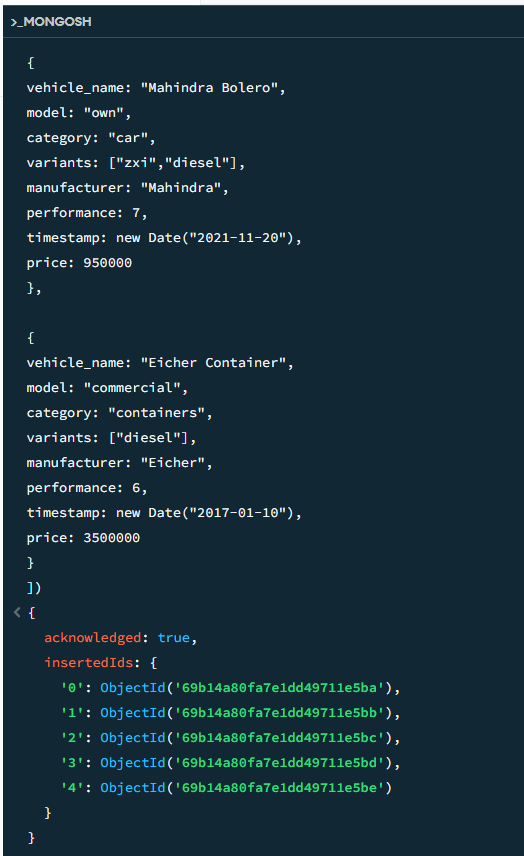 >_MONGOSH
{
vehicle_name: "Mahindra Bolero",
model: "own",
category: "car",
variants: ["zxi","diesel"],
manufacturer: "Mahindra",
performance: 7,
timestamp: new Date("2021-11-20"),
price: 950000
},
{
vehicle_name: "Eicher Container",
model: "commercial",
category: "containers",
variants: ["diesel"],
manufacturer: "Eicher",
performance: 6,
timestamp: new Date("2017-01-10"),
price: 3500000
}
])
< {
acknowledged: true,
insertedIds: {
'0': ObjectId('69b14a80fa7e1dd49711e5ba'),
'1': ObjectId('69b14a80fa7e1dd49711e5bb'),
'2': ObjectId('69b14a80fa7e1dd49711e5bc'),
'3': ObjectId('69b14a80fa7e1dd49711e5bd'),
'4': ObjectId('69b14a80fa7e1dd49711e5be')
}
}